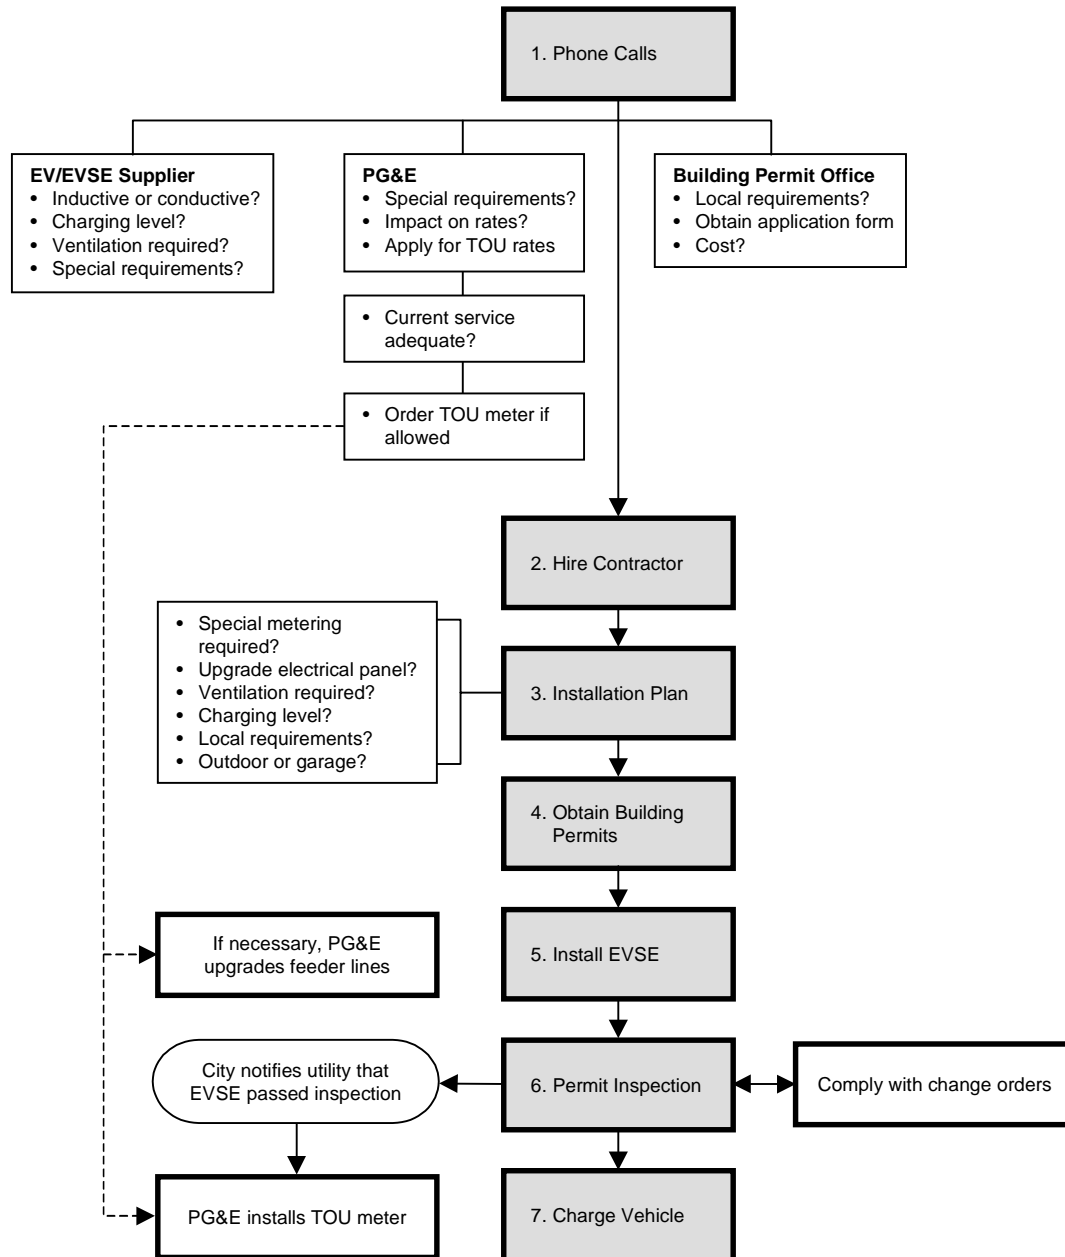 1. Phone Calls
EV/EVSE Supplier
• Inductive or conductive?
• Charging level?
• Ventilation required?
• Special requirements?
PG&E
• Special requirements?
• Impact on rates?
• Apply for TOU rates
Building Permit Office
• Local requirements?
• Obtain application form
• Cost?
• Current service
adequate?
• Order TOU meter if
allowed
2. Hire Contractor
• Special metering
required?
• Upgrade electrical panel?
• Ventilation required?
• Charging level?
• Local requirements?
• Outdoor or garage?
3. Installation Plan
4. Obtain Building
Permits
If necessary, PG&E
upgrades feeder lines
5. Install EVSE
City notifies utility that
EVSE passed inspection
6. Permit Inspection
Comply with change orders
PG&E installs TOU meter
7. Charge Vehicle